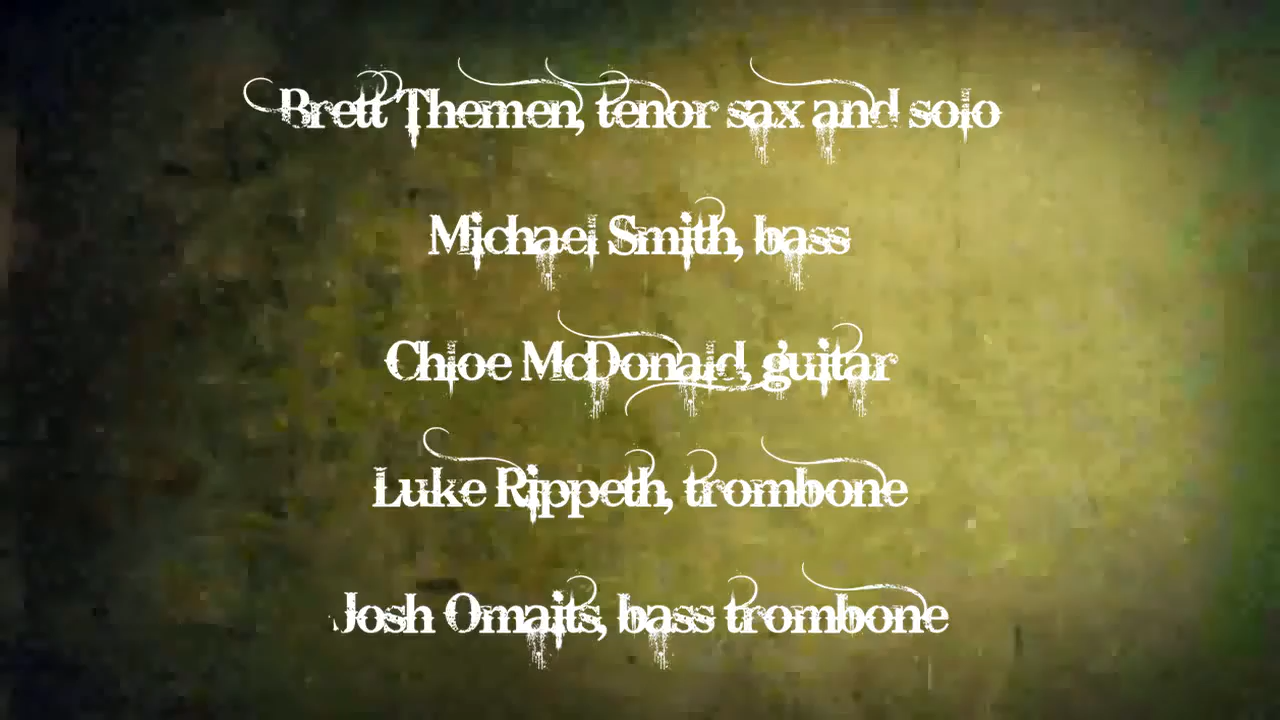 Brett Themen, tenor sax and solo
Michael Smith, bass
Chloe McDonald, guitar
Luke Rippeth, trombone
Josh Omaits, bass trombone